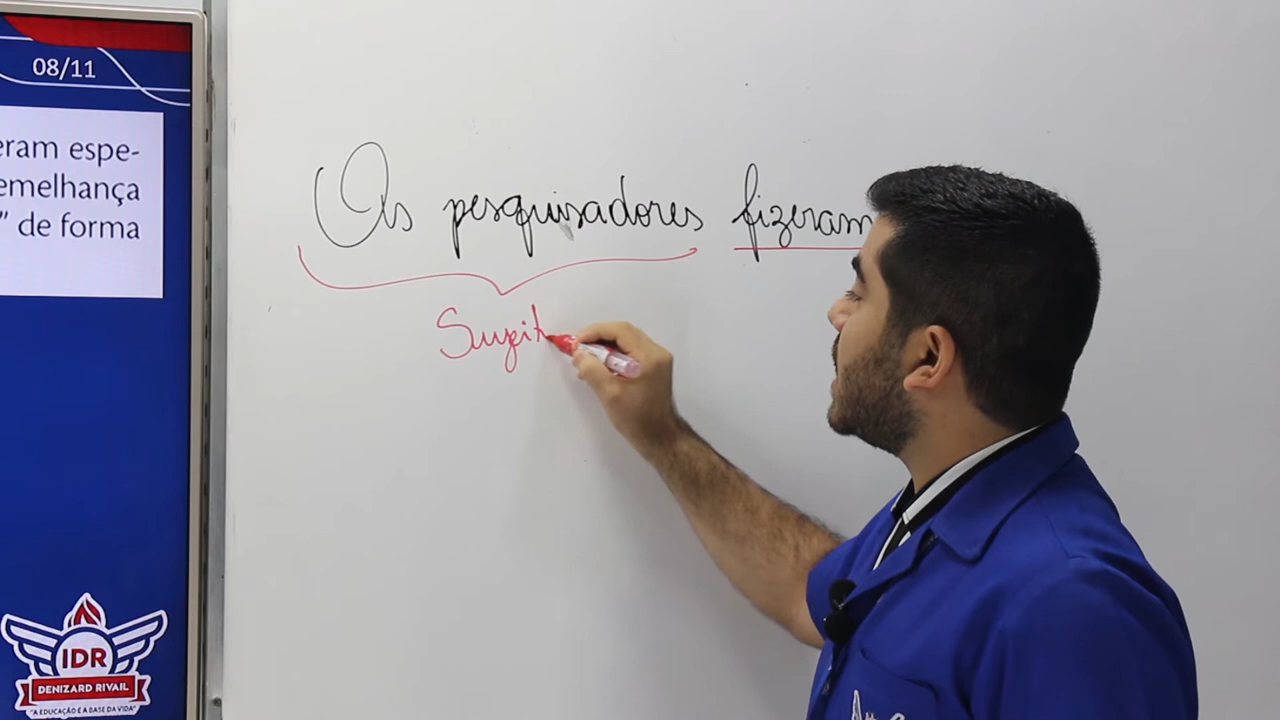 08/11
eram espe-
emelhança
” de forma
Os pesquisadores fizeram
Sujeit
IDR
DENIZARD RIVAIL
"A EDUCAÇÃO É A BASE DA VIDA"